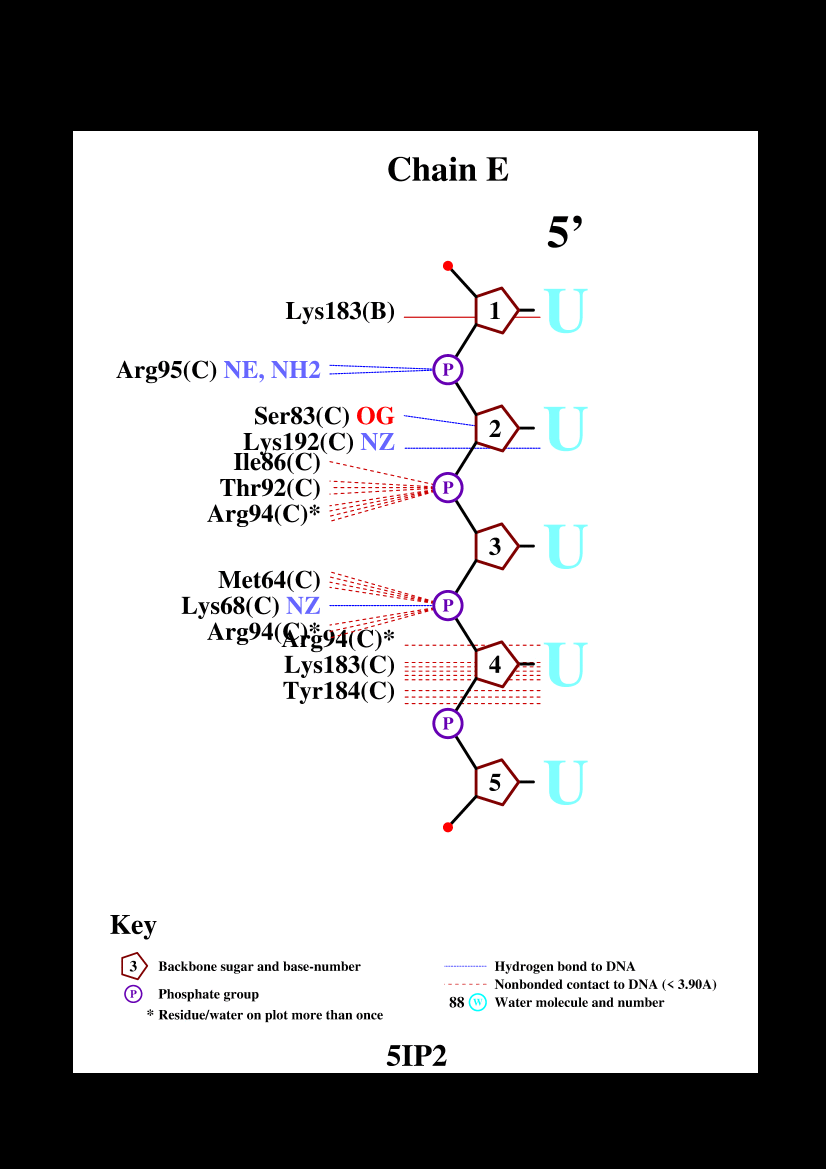 Chain E
5’
Lys183(B)
1 U
Arg95(C) NE, NH2
P
Ser83(C) OG
2 U
Lys192(C) NZ
Ile86(C)
Thr92(C)
P
Arg94(C)*
3 U
Met64(C)
Lys68(C) NZ
P
Arg94(C)*
Arg94(C)*
Lys183(C)
4 U
Tyr184(C)
P
5 U
Key
3 Backbone sugar and base-number
P Phosphate group
* Residue/water on plot more than once
Hydrogen bond to DNA
Nonbonded contact to DNA (< 3.90A)
88 W Water molecule and number
5IP2